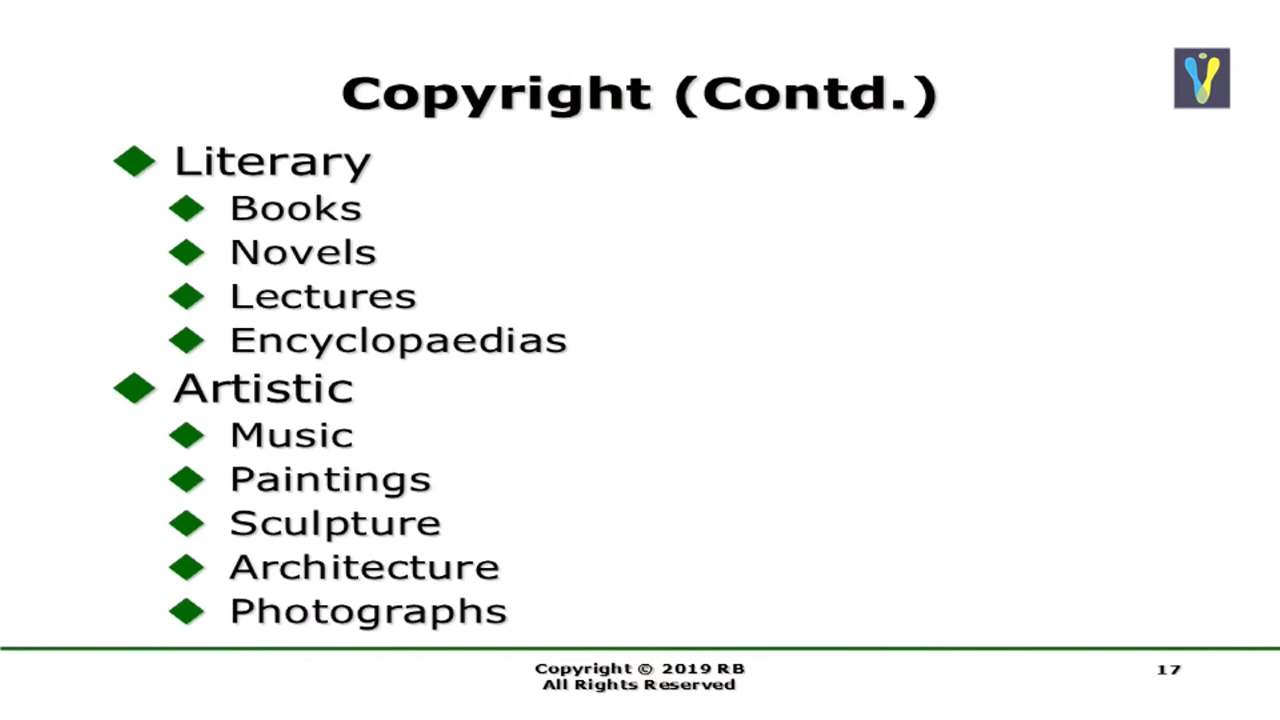 Copyright (Contd.)
Literary
Books
Novels
Lectures
Encyclopaedias
Artistic
Music
Paintings
Sculpture
Architecture
Photographs
Copyright © 2019 RB
All Rights Reserved
17